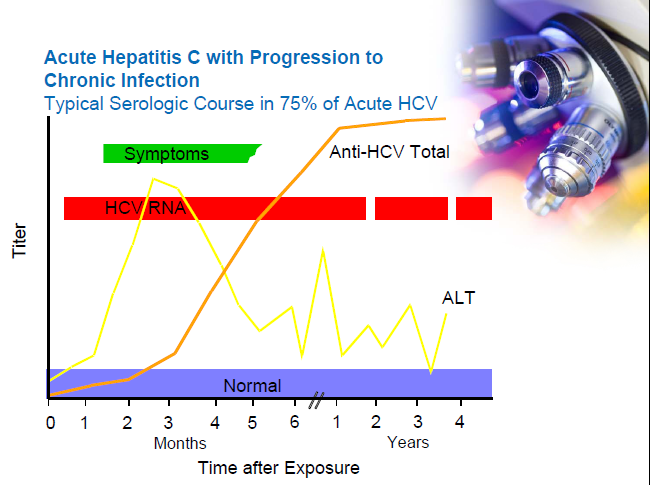 Acute Hepatitis C with Progression to
Chronic Infection
Typical Serologic Course in 75% of Acute HCV
Symptoms
Anti-HCV Total
HCV RNA
Titer
ALT
Normal
0 1 2 3 4 5 6 // 1 2 3 4
Months Years
Time after Exposure